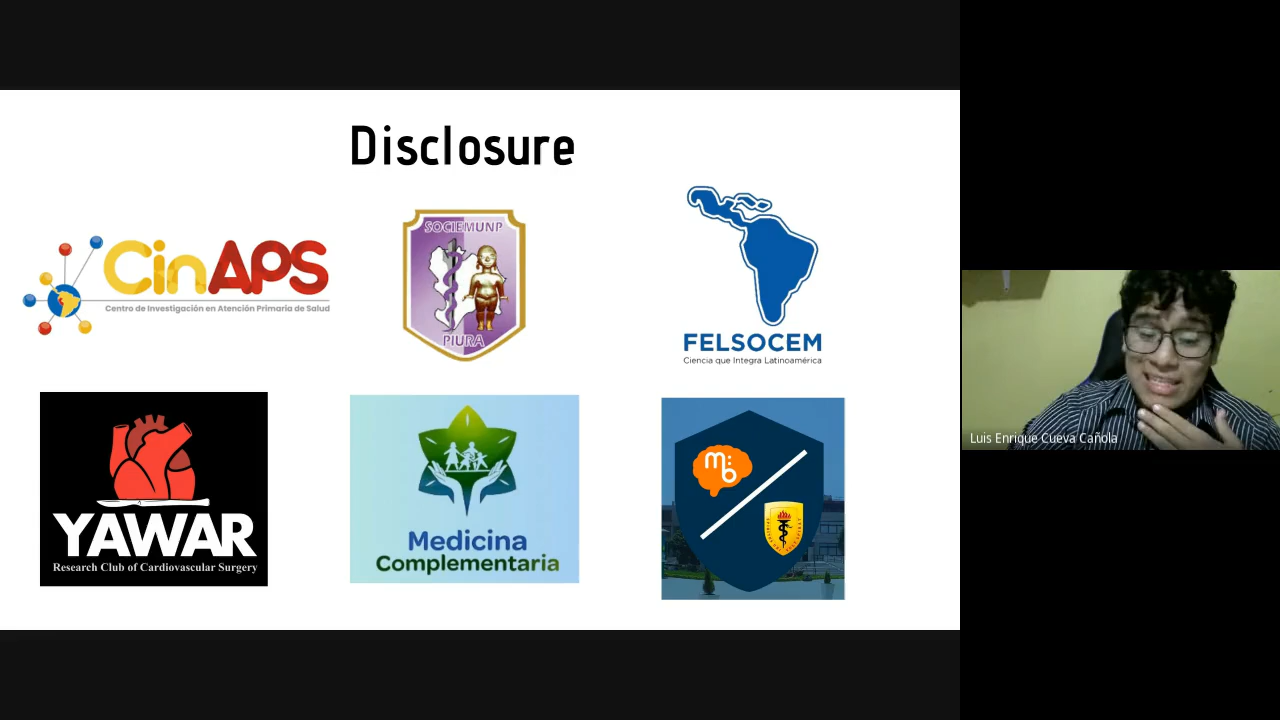 Disclosure
CinAPS
Centro de Investigación en Atención Primaria de Salud
SOCIEMUNP
PIURA
FELSOCEM
Ciencia que Integra Latinoamérica
YAWAR
Research Club of Cardiovascular Surgery
Medicina
Complementaria
mb
Luis Enrique Cueva Cañola